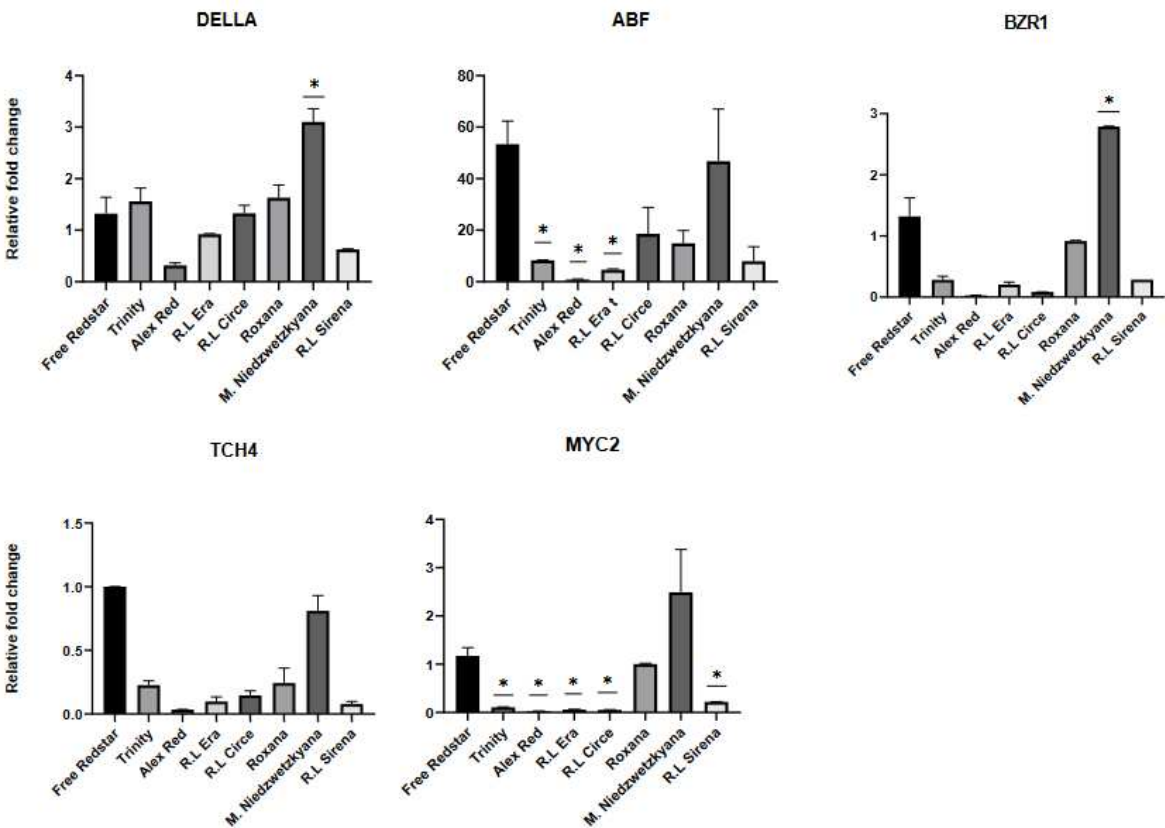 DELLA
Relative fold change
4
3
2
1
0
*
Free Redstar
Trinity
Alex Red
R.L Era
R.L Circe
Roxana
M. Niedzwetzkyana
R.L Sirena
ABF
80
60
40
20
0
*
*
*
Free Redstar
Trinity
Alex Red
R.L Era t
R.L Circe
Roxana
M. Niedzwetzkyana
R.L Sirena
BZR1
3
2
1
0
*
Free Redstar
Trinity
Alex Red
R.L Era
R.L Circe
Roxana
M. Niedzwetzkyana
R.L Sirena
TCH4
Relative fold change
1.5
1.0
0.5
0.0
Free Redstar
Trinity
Alex Red
R.L Era
R.L Circe
Roxana
M. Niedzwetzkyana
R.L Sirena
MYC2
4
3
2
1
0
*
*
*
*
*
Free Redstar
Trinity
Alex Red
R.L Era
R.L Circe
Roxana
M. Niedzwetzkyana
R.L Sirena